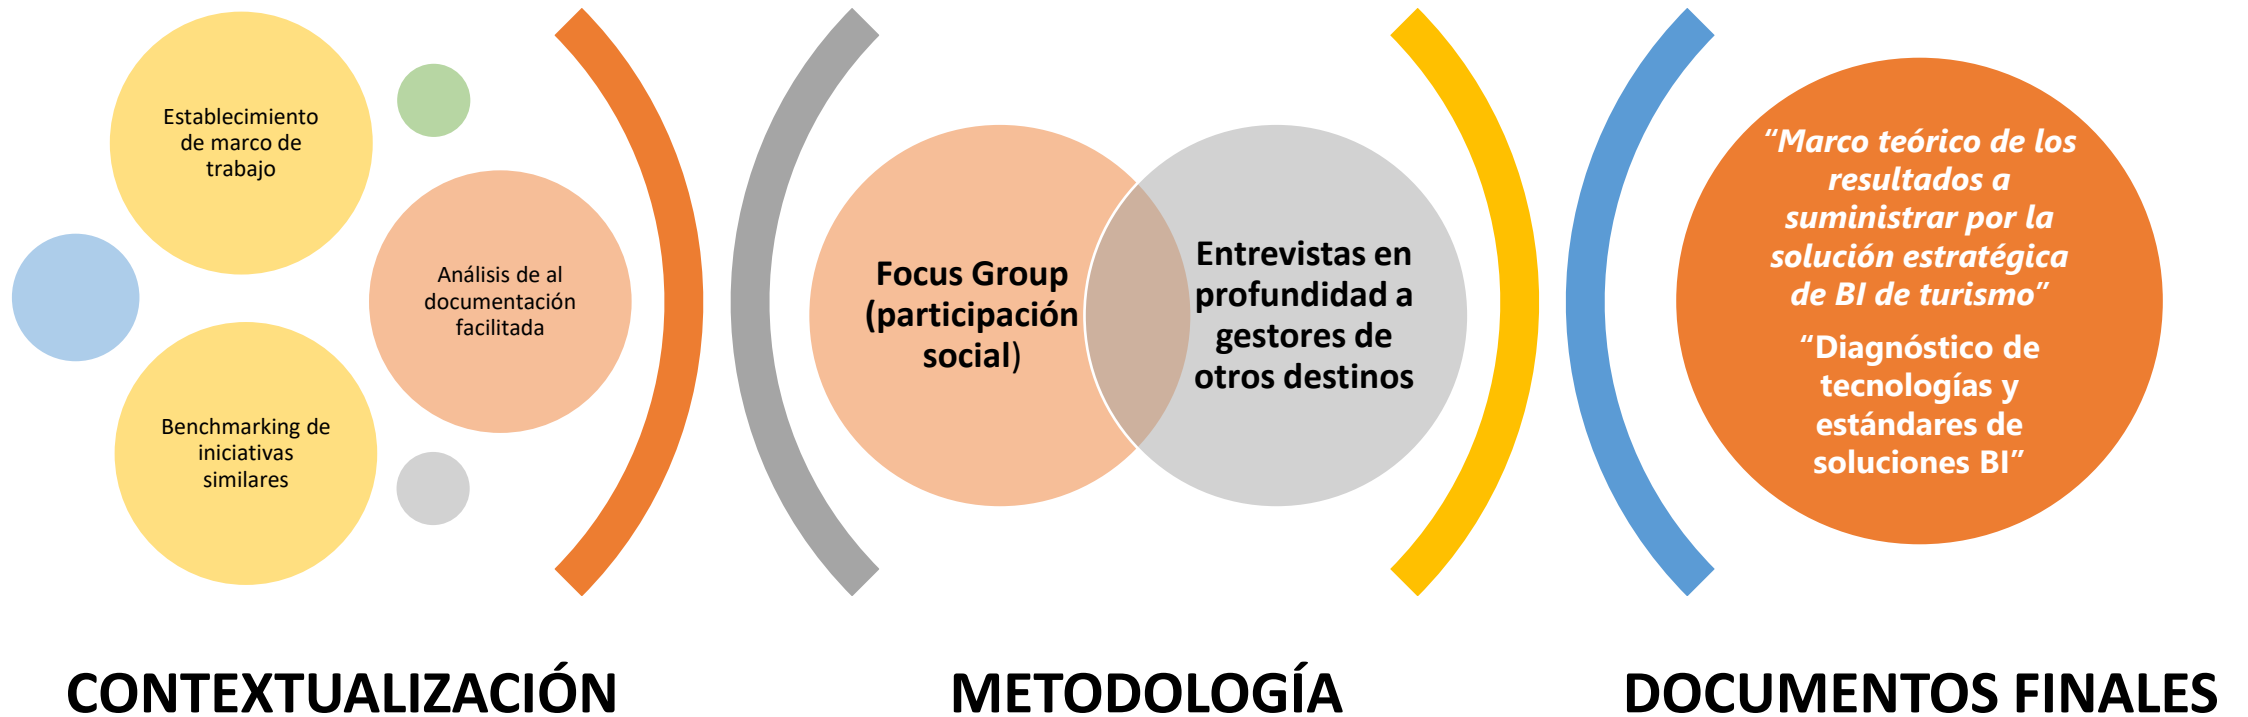 Establecimiento
de marco de
trabajo
Análisis de al
documentación
facilitada
Benchmarking de
iniciativas
similares
CONTEXTUALIZACIÓN
Focus Group
(participación
social)
Entrevistas en
profundidad a
gestores de
otros destinos
METODOLOGÍA
“Marco teórico de los
resultados a
suministrar por la
solución estratégica
de BI de turismo”
“Diagnóstico de
tecnologías y
estándares de
soluciones BI”
DOCUMENTOS FINALES